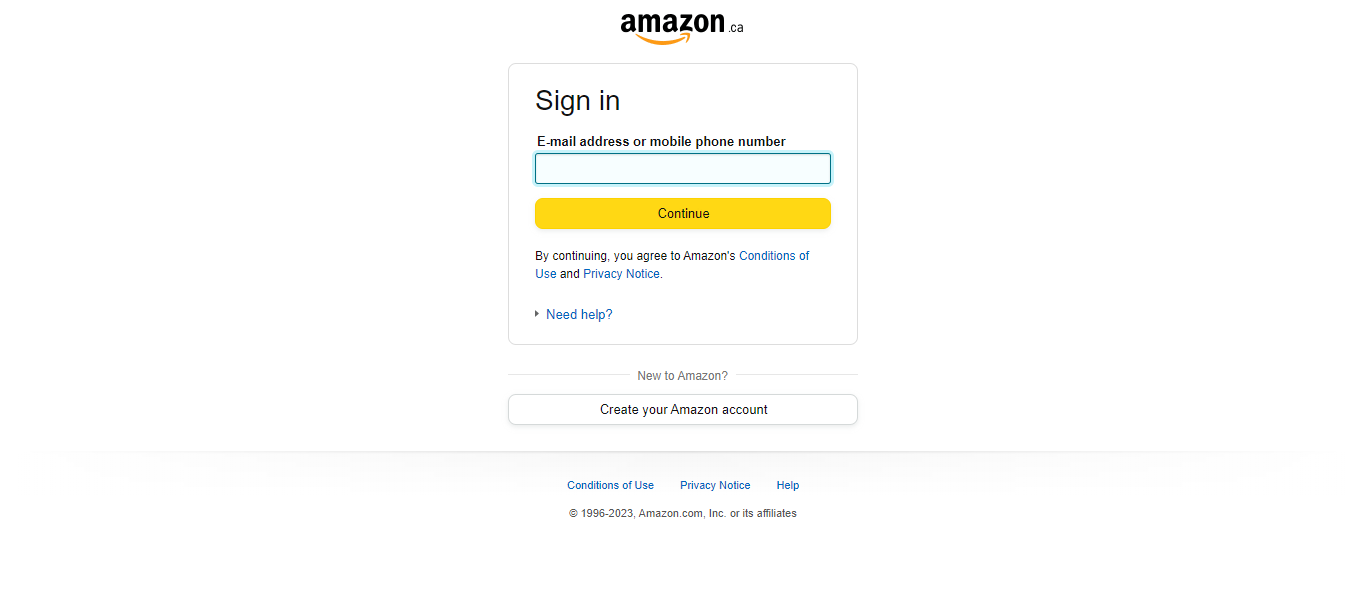 amazon.ca
Sign in
E-mail address or mobile phone number
Continue
By continuing, you agree to Amazon's Conditions of
Use and Privacy Notice.
Need help?
New to Amazon?
Create your Amazon account
Conditions of Use Privacy Notice Help
© 1996-2023, Amazon.com, Inc. or its affiliates